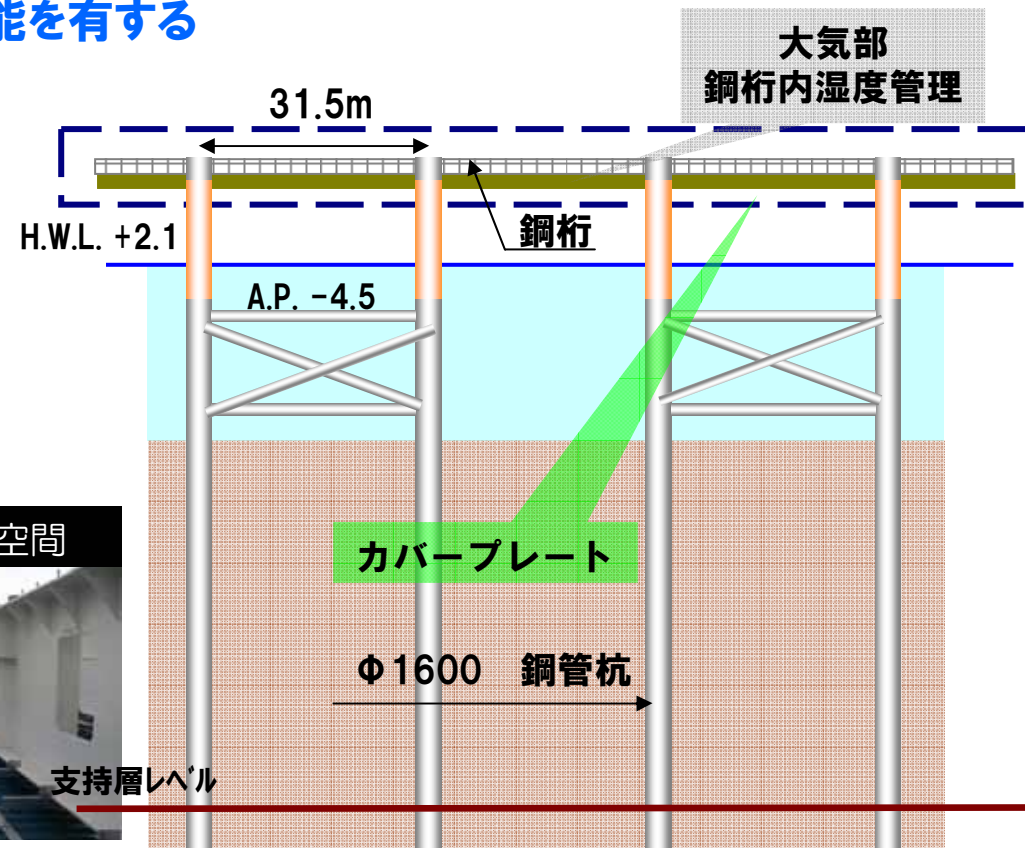 能を有する
大気部
鋼桁内湿度管理
31.5m
鋼桁
H.W.L. +2.1
A.P. -4.5
空間
カバープレート
Φ1600 鋼管杭
支持層レベル